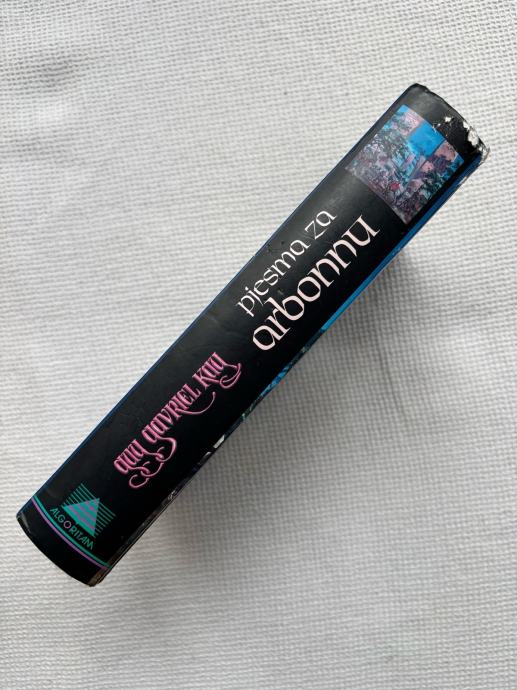 guy gavriel kay
pjesma za
arbonnu
ALGORITAM